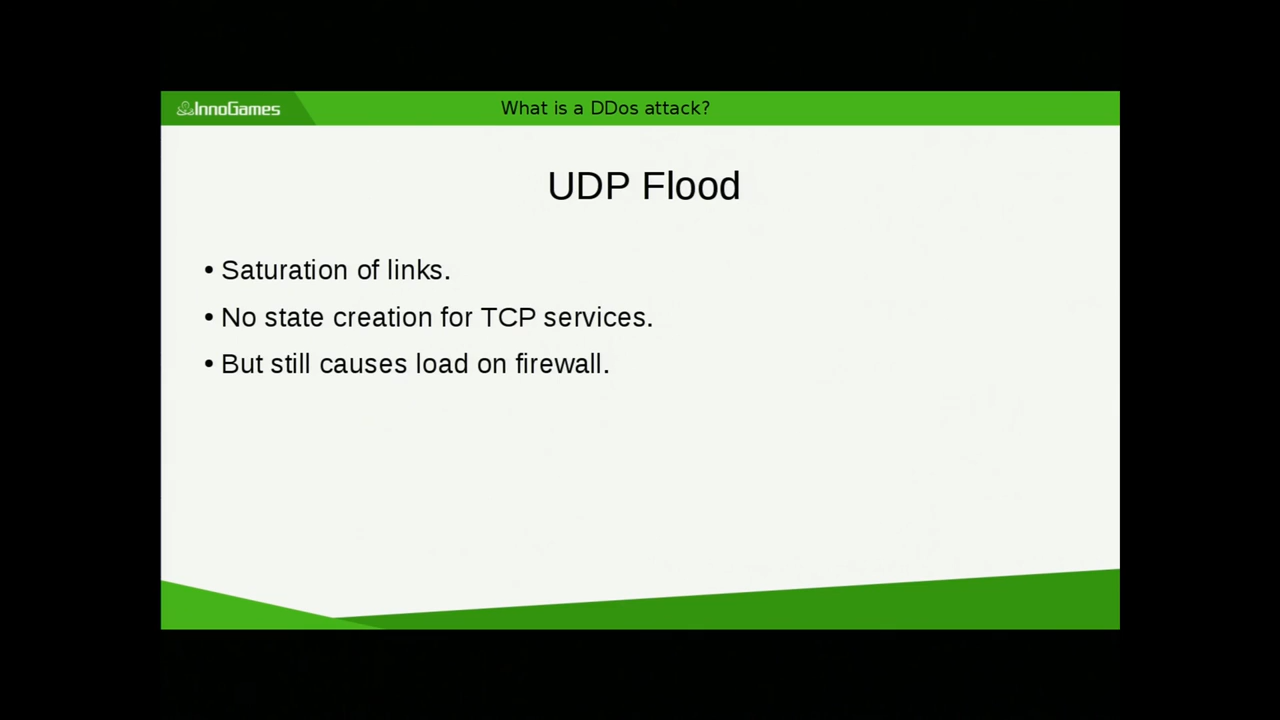 InnoGames
What is a DDos attack?
UDP Flood
• Saturation of links.
• No state creation for TCP services.
• But still causes load on firewall.